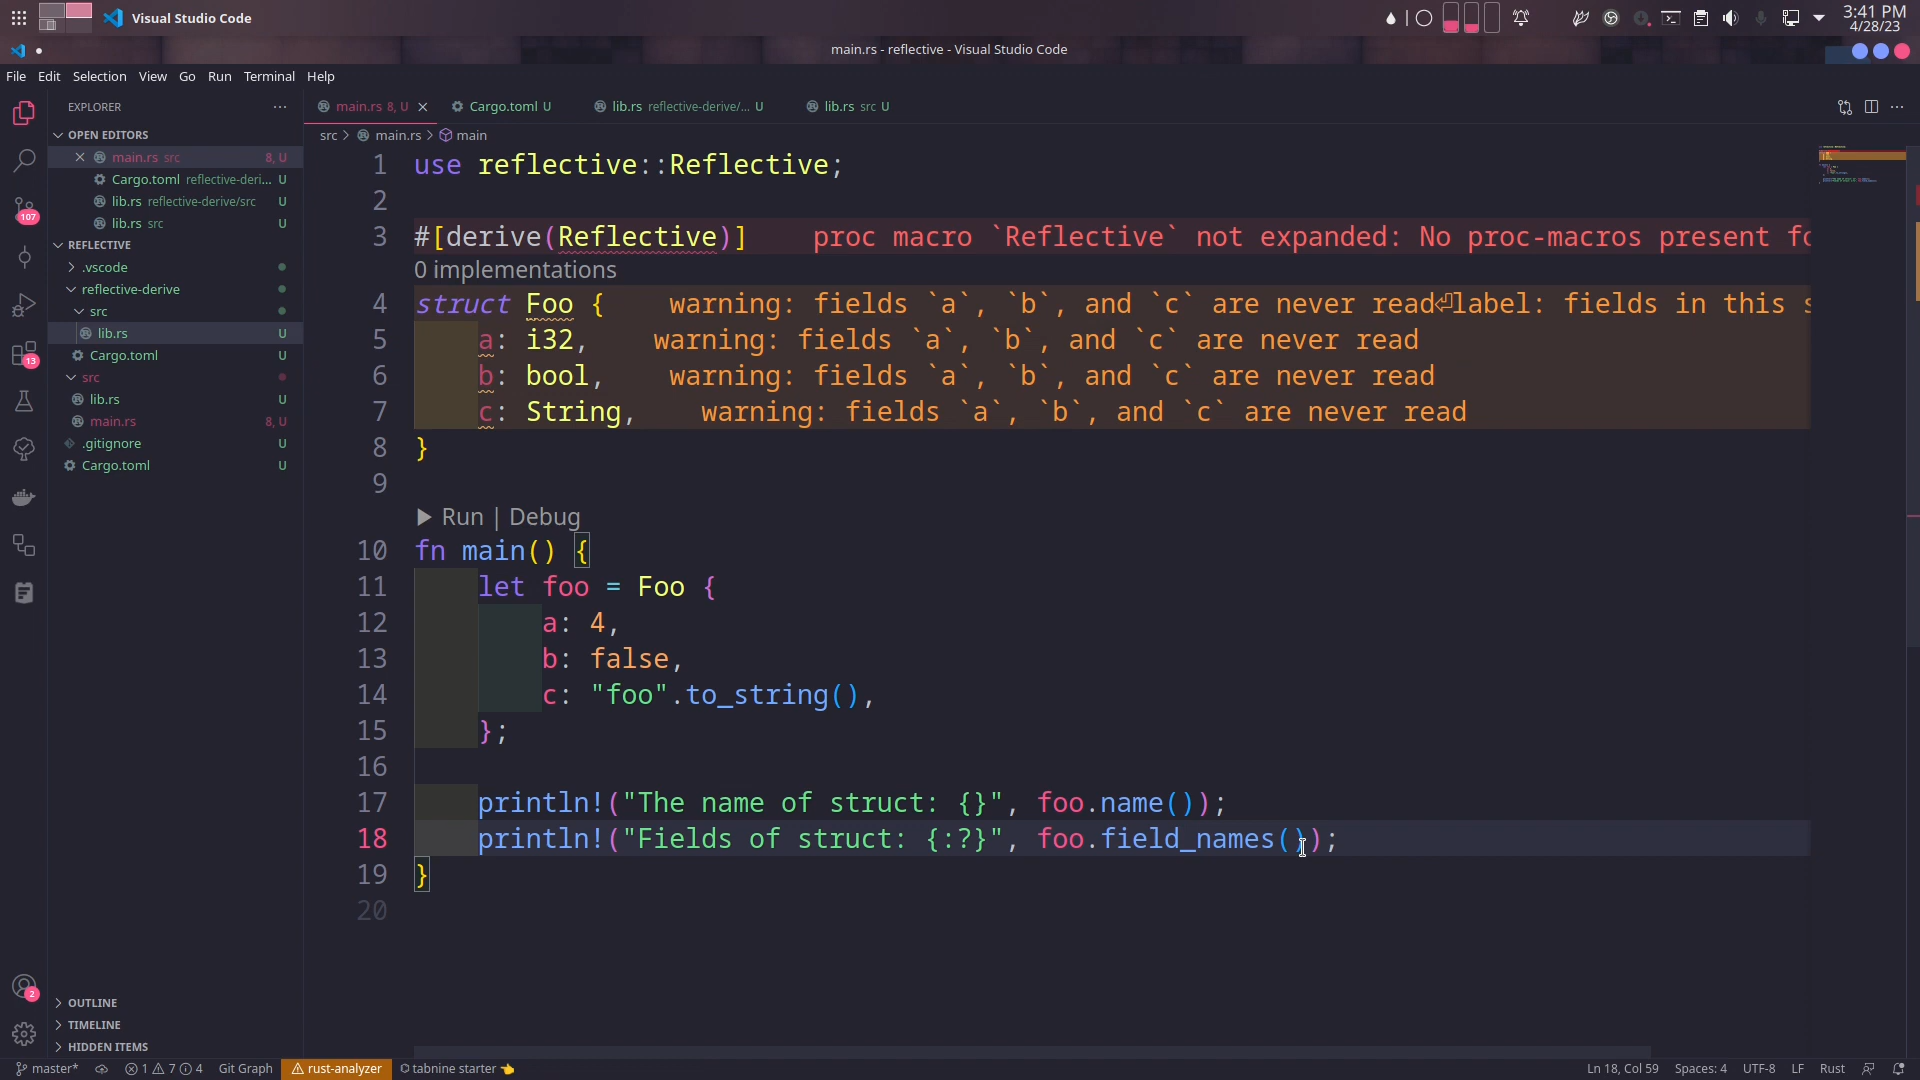 Visual Studio Code
3:41 PM
4/28/23
main.rs - reflective - Visual Studio Code
File Edit Selection View Go Run Terminal Help
EXPLORER
OPEN EDITORS
main.rs src 8, U
Cargo.toml reflective-deri... U
lib.rs reflective-derive/src U
lib.rs src U
REFLECTIVE
.vscode
reflective-derive
src
lib.rs U
Cargo.toml U
src
lib.rs U
main.rs 8, U
.gitignore U
Cargo.toml U
OUTLINE
TIMELINE
HIDDEN ITEMS
107
13
2
main.rs 8, U Cargo.toml U lib.rs reflective-derive/... U lib.rs src U
src > main.rs > main
1 use reflective::Reflective;
2
3 #[derive(Reflective)] proc macro `Reflective` not expanded: No proc-macros present fo
0 implementations
4 struct Foo { warning: fields `a`, `b`, and `c` are never read⏎label: fields in this s
5 a: i32, warning: fields `a`, `b`, and `c` are never read
6 b: bool, warning: fields `a`, `b`, and `c` are never read
7 c: String, warning: fields `a`, `b`, and `c` are never read
8 }
9
▶ Run | Debug
10 fn main() {
11 let foo = Foo {
12 a: 4,
13 b: false,
14 c: "foo".to_string(),
15 };
16
17 println!("The name of struct: {}", foo.name());
18 println!("Fields of struct: {:?}", foo.field_names());
19 }
20
master* 1 7 4 Git Graph rust-analyzer tabnine starter 👈 Ln 18, Col 59 Spaces: 4 UTF-8 LF Rust